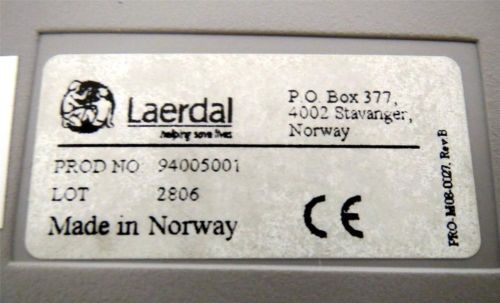 Laerdal
helping save lives
P.O. Box 377,
4002 Stavanger,
Norway
PROD NO 94005001
LOT 2806
Made in Norway
CE
PRO-M08-0027, Rev B